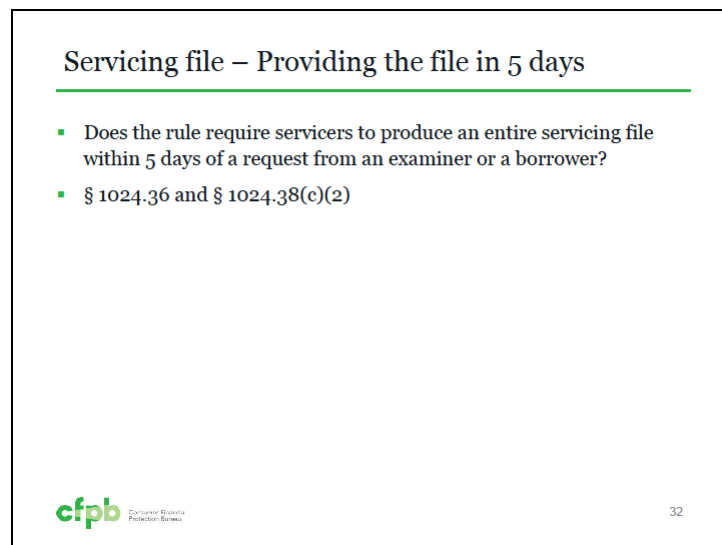 Servicing file – Providing the file in 5 days
▪ Does the rule require servicers to produce an entire servicing file
within 5 days of a request from an examiner or a borrower?
▪ § 1024.36 and § 1024.38(c)(2)
cfpb Consumer Financial
Protection Bureau
32